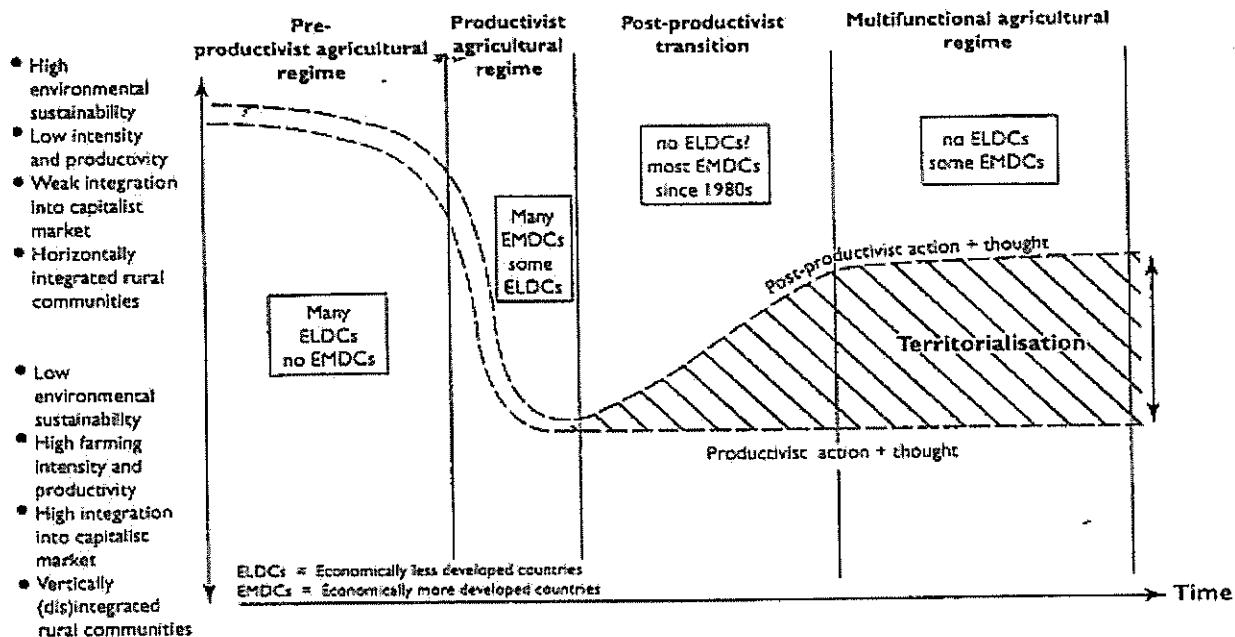 Pre-
productivist agricultural
regime
Productivist
agricultural
regime
Post-productivist
transition
Multifunctional agricultural
regime
• High
environmental
sustainability
• Low intensity
and productivity
• Weak integration
into capitalist
market
• Horizontally
integrated rural
communities
• Low
environmental
sustainability
• High farming
intensity and
productivity
• High integration
into capitalist
market
• Vertically
(dis)integrated
rural communities
Many
ELDCs
no EMDCs
Many
EMDCs
some
ELDCs
no ELDCs?
most EMDCs
since 1980s
no ELDCs
some EMDCs
Post-productivist action + thought
Territorialisation
Productivist action + thought
ELDCs = Economically less developed countries
EMDCs = Economically more developed countries
Time